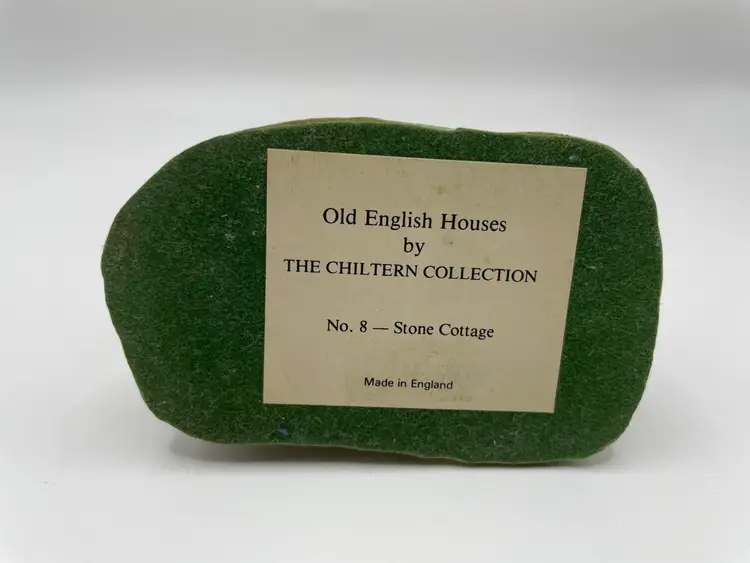 Old English Houses
by
THE CHILTERN COLLECTION
No. 8 — Stone Cottage
Made in England